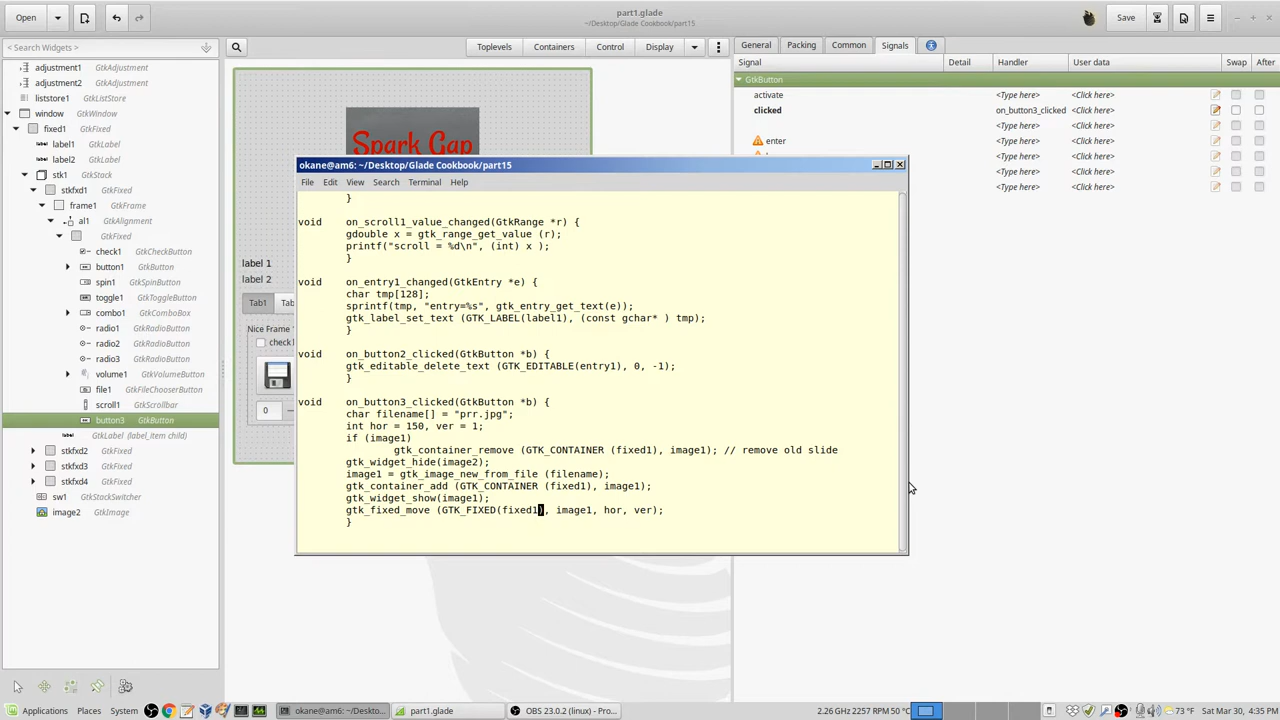 part1.glade
~/Desktop/Glade Cookbook/part15
Open
Save
< Search Widgets>
Toplevels
Containers
Control
Display
General
Packing
Common
Signals
Signal
Detail
Handler
User data
Swap
After
GtkButton
activate
<Type here>
<Click here>
clicked
on_button3_clicked
<Click here>
<Type here>
<Click here>
enter
<Type here>
<Click here>
<Type here>
<Click here>
<Type here>
<Click here>
<Type here>
<Click here>
adjustment1 GtkAdjustment
adjustment2 GtkAdjustment
liststore1 GtkListStore
window GtkWindow
fixed1 GtkFixed
label1 GtkLabel
label2 GtkLabel
stk1 GtkStack
stkfxd1 GtkFixed
frame1 GtkFrame
al1 GtkAlignment
GtkFixed
check1 GtkCheckButton
button1 GtkButton
spin1 GtkSpinButton
toggle1 GtkToggleButton
combo1 GtkComboBox
radio1 GtkRadioButton
radio2 GtkRadioButton
radio3 GtkRadioButton
volume1 GtkVolumeButton
file1 GtkFileChooserButton
scroll1 GtkScrollbar
button3 GtkButton
label GtkLabel (label_item child)
stkfxd2 GtkFixed
stkfxd3 GtkFixed
stkfxd4 GtkFixed
sw1 GtkStackSwitcher
image2 GtkImage
Spark Gap
label 1
label 2
Tab1
Tab
Nice Frame
check
0
okane@am6: ~/Desktop/Glade Cookbook/part15
File Edit View Search Terminal Help
}
void on_scroll1_value_changed(GtkRange *r) {
gdouble x = gtk_range_get_value (r);
printf("scroll = %d\n", (int) x );
}
void on_entry1_changed(GtkEntry *e) {
char tmp[128];
sprintf(tmp, "entry=%s", gtk_entry_get_text(e));
gtk_label_set_text (GTK_LABEL(label1), (const gchar* ) tmp);
}
void on_button2_clicked(GtkButton *b) {
gtk_editable_delete_text (GTK_EDITABLE(entry1), 0, -1);
}
void on_button3_clicked(GtkButton *b) {
char filename[] = "prr.jpg";
int hor = 150, ver = 1;
if (image1)
gtk_container_remove (GTK_CONTAINER (fixed1), image1); // remove old slide
gtk_widget_hide(image2);
image1 = gtk_image_new_from_file (filename);
gtk_container_add (GTK_CONTAINER (fixed1), image1);
gtk_widget_show(image1);
gtk_fixed_move (GTK_FIXED(fixed1), image1, hor, ver);
}
Applications Places System
okane@am6: ~/Deskto...
part1.glade
OBS 23.0.2 (linux) - Pro...
2.26 GHz 2257 RPM 50 °C
73 °F
Sat Mar 30, 4:35 PM